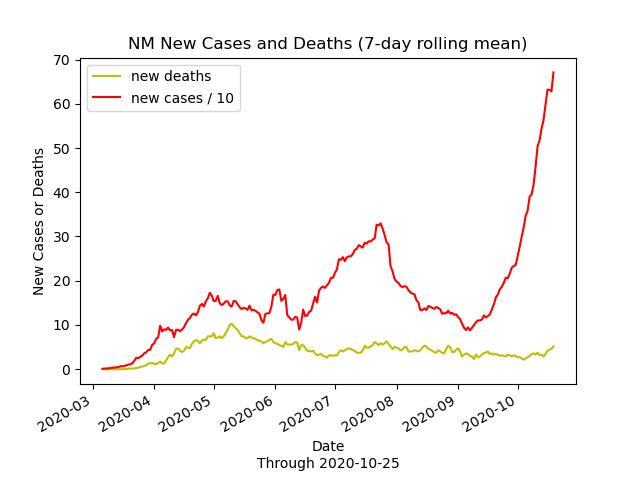 NM New Cases and Deaths (7-day rolling mean)
new deaths
new cases / 10
70
60
50
40
30
20
10
0
New Cases or Deaths
2020-03
2020-04
2020-05
2020-06
2020-07
2020-08
2020-09
2020-10
Date
Through 2020-10-25